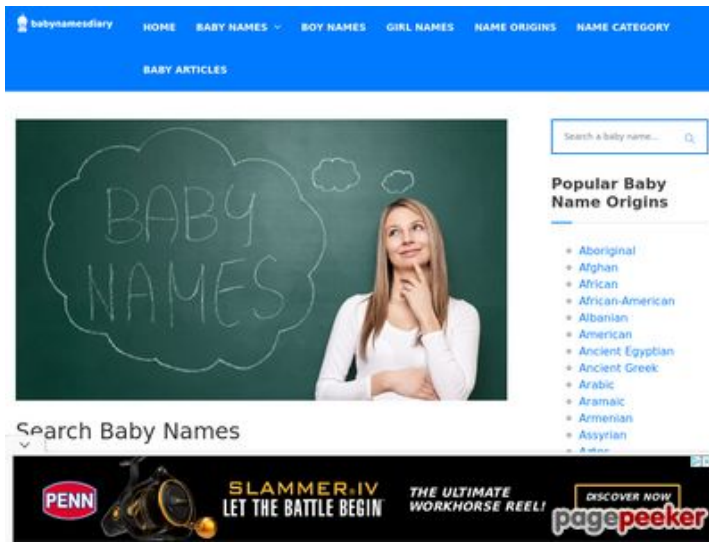 babynamesdiary
HOME
BABY NAMES
BOY NAMES
GIRL NAMES
NAME ORIGINS
NAME CATEGORY
BABY ARTICLES
BABY
NAMES
Search a baby name...
Popular Baby
Name Origins
Aboriginal
Afghan
African
African-American
Albanian
American
Ancient Egyptian
Ancient Greek
Arabic
Aramaic
Armenian
Assyrian
Search Baby Names
PENN
SLAMMER IV
LET THE BATTLE BEGIN
THE ULTIMATE
WORKHORSE REEL!
DISCOVER NOW
pagepeeker